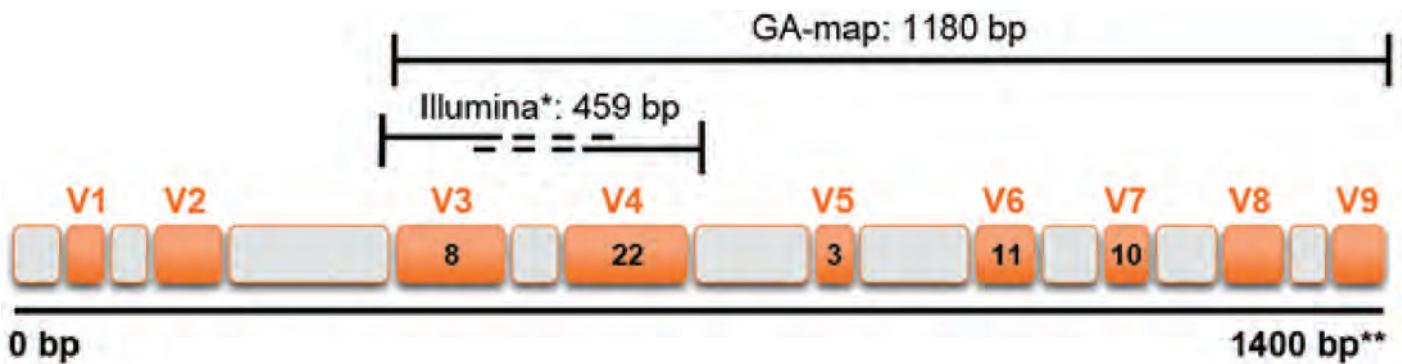 GA-map: 1180 bp
Illumina*: 459 bp
V1 V2 V3 V4 V5 V6 V7 V8 V9
8 22 3 11 10
0 bp 1400 bp**